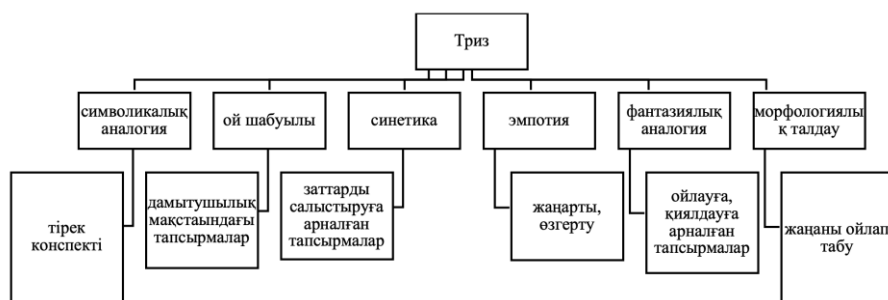 Триз
символикалық
аналогия
ой шабуылы
синетика
эмпотия
фантазиялық
аналогия
морфологиялы
қ талдау
тірек
конспекті
дамытушылық
мақстаындағы
тапсырмалар
заттарды
салыстыруға
арналған
тапсырмалар
жаңарты,
өзгерту
ойлауға,
қиялдауға
арналған
тапсырмалар
жаңаны ойлап
табу